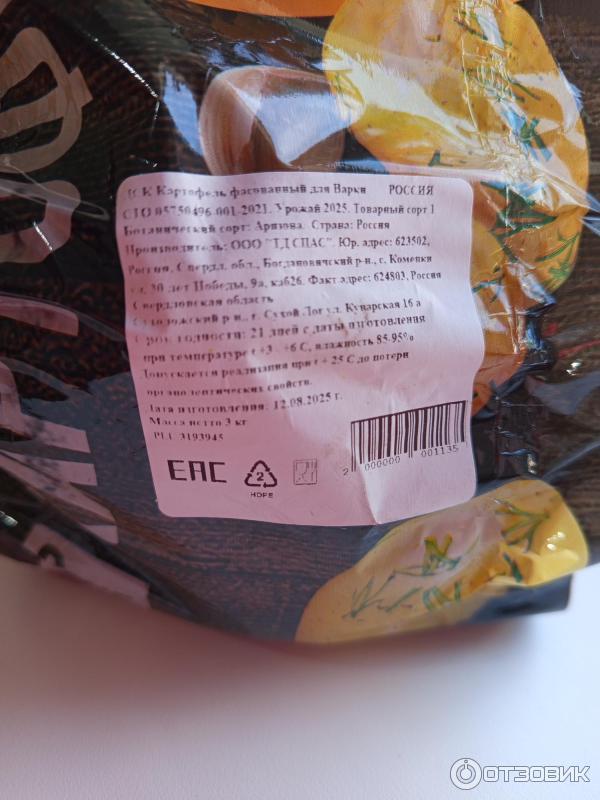 Картофель фасованный для Варки РОССИЯ
СТО 05750496-001-2021. Урожай 2025. Товарный сорт 1
Ботанический сорт: Аризона. Страна: Россия
Производитель: ООО "ТД СПАС". Юр. адрес: 623502,
Россия, Свердл. обл., Богдановичский р-н., с. Коменки
ул. 30 лет Победы, 9а, каб26. Факт.адрес: 624803, Россия
Свердловская область
Сухоложский р-н., г. Сухой Лог ул. Кунарская 16 а
Срок годности: 21 дней с даты изготовления
при температуре t +3 +6 С, влажность 85-95%
Допускается реализация при t + 25 С до потери
органолептических свойств.
Дата изготовления: 12.08.2025 г.
Масса нетто 3 кг
PLU 3193945
2 000000 001135
EAC
2
HDPE
ОТЗОВИК